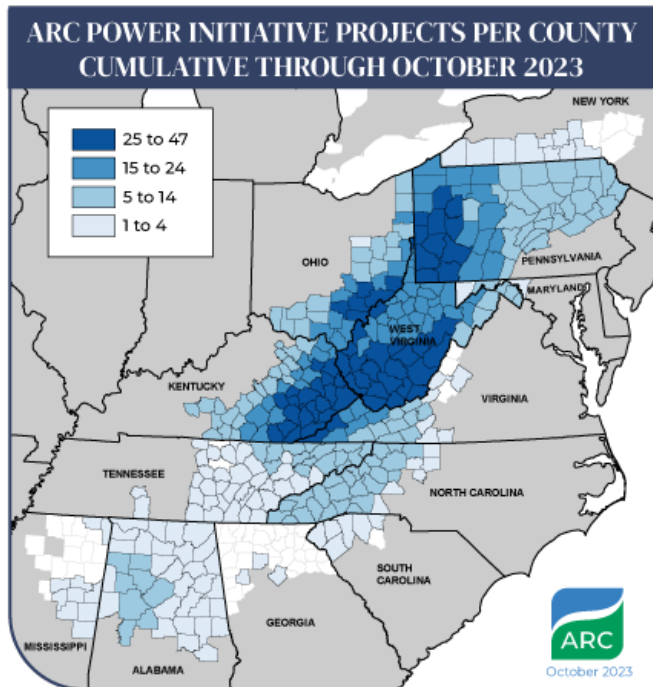 ARC POWER INITIATIVE PROJECTS PER COUNTY
CUMULATIVE THROUGH OCTOBER 2023
NEW YORK
25 to 47
15 to 24
5 to 14
1 to 4
OHIO
PENNSYLVANIA
MARYLAND
WEST
VIRGINIA
KENTUCKY
VIRGINIA
TENNESSEE
NORTH CAROLINA
SOUTH
CAROLINA
GEORGIA
MISSISSIPPI
ALABAMA
ARC
October 2023